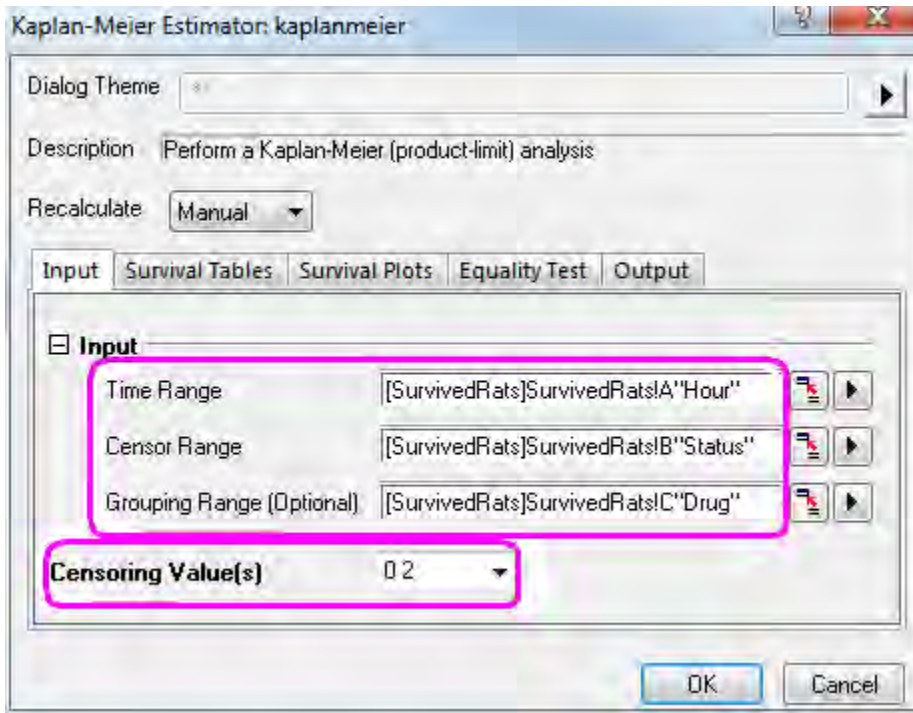 Kaplan-Meier Estimator: kaplanmeier
Dialog Theme *
Description Perform a Kaplan-Meier (product-limit) analysis
Recalculate Manual
Input Survival Tables Survival Plots Equality Test Output
Input
Time Range [SurvivedRats]SurvivedRats!A"Hour"
Censor Range [SurvivedRats]SurvivedRats!B"Status"
Grouping Range (Optional) [SurvivedRats]SurvivedRats!C"Drug"
Censoring Value(s) 0 2
OK Cancel